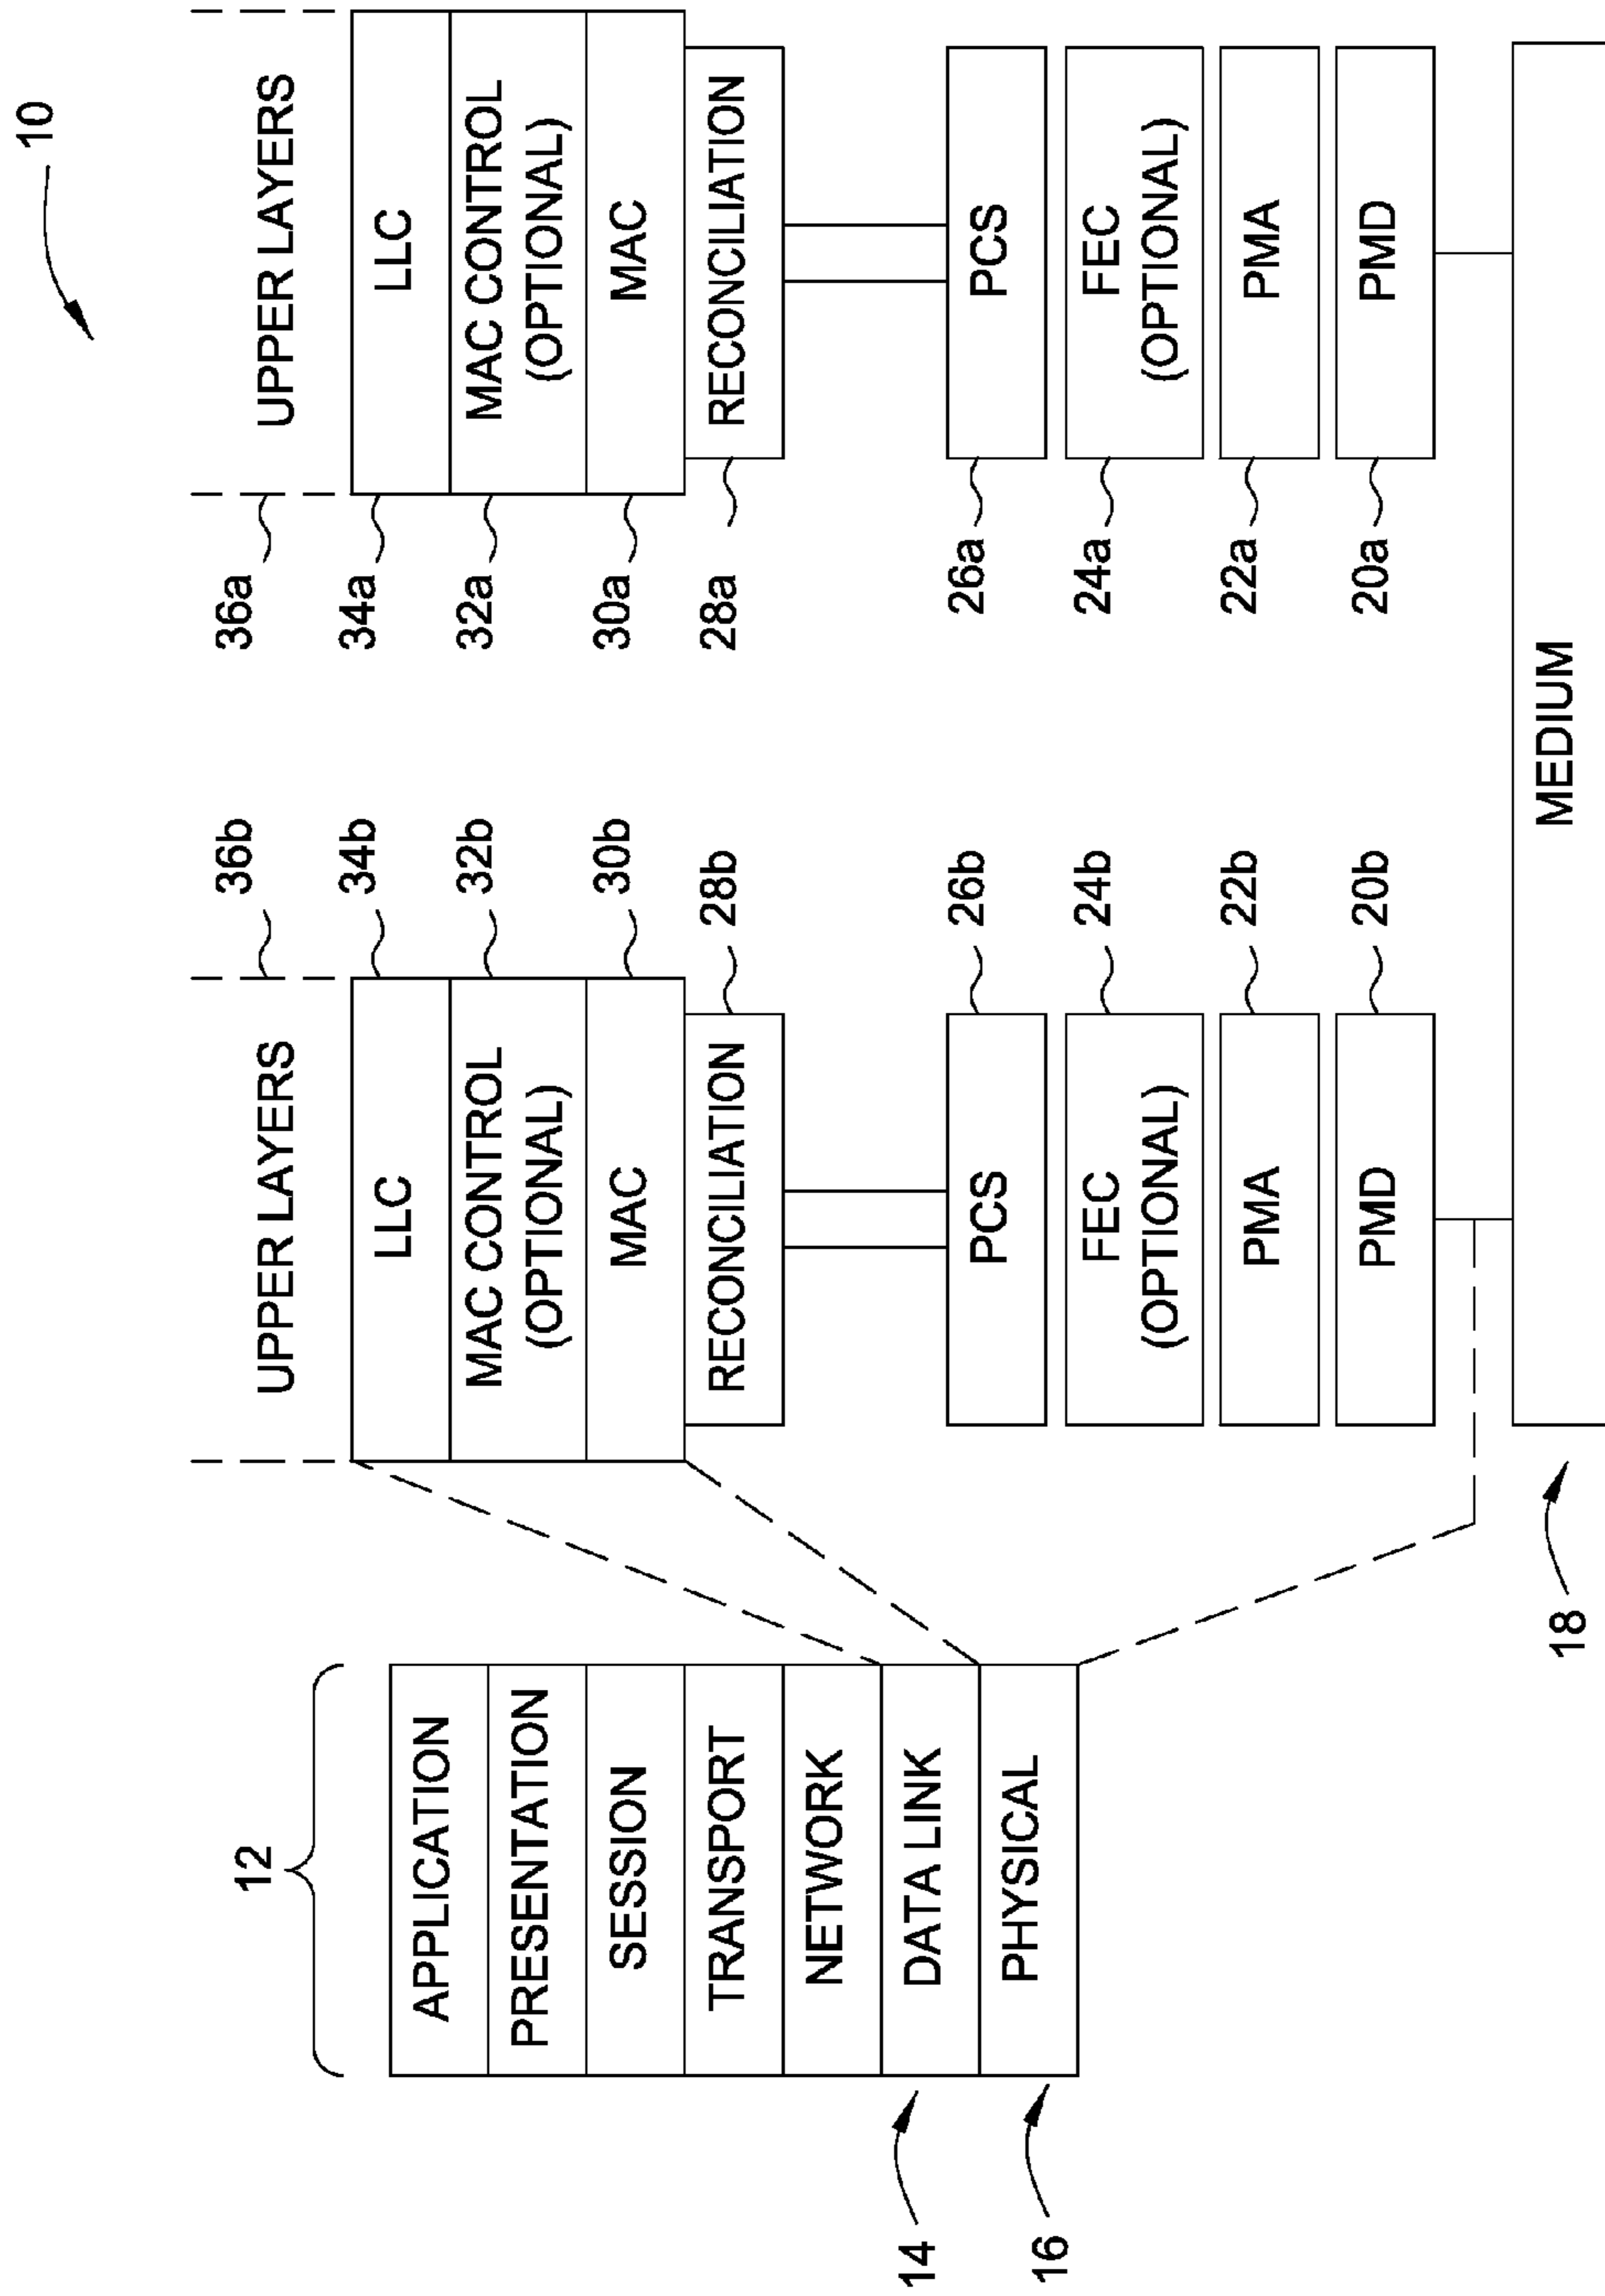 10
12
APPLICATION
PRESENTATION
SESSION
TRANSPORT
NETWORK
DATA LINK
PHYSICAL
14
16
UPPER LAYERS
LLC
MAC CONTROL
(OPTIONAL)
MAC
RECONCILIATION
PCS
FEC
(OPTIONAL)
PMA
PMD
36b
34b
32b
30b
28b
26b
24b
22b
20b
36a
34a
32a
30a
28a
26a
24a
22a
20a
UPPER LAYERS
LLC
MAC CONTROL
(OPTIONAL)
MAC
RECONCILIATION
PCS
FEC
(OPTIONAL)
PMA
PMD
18
MEDIUM